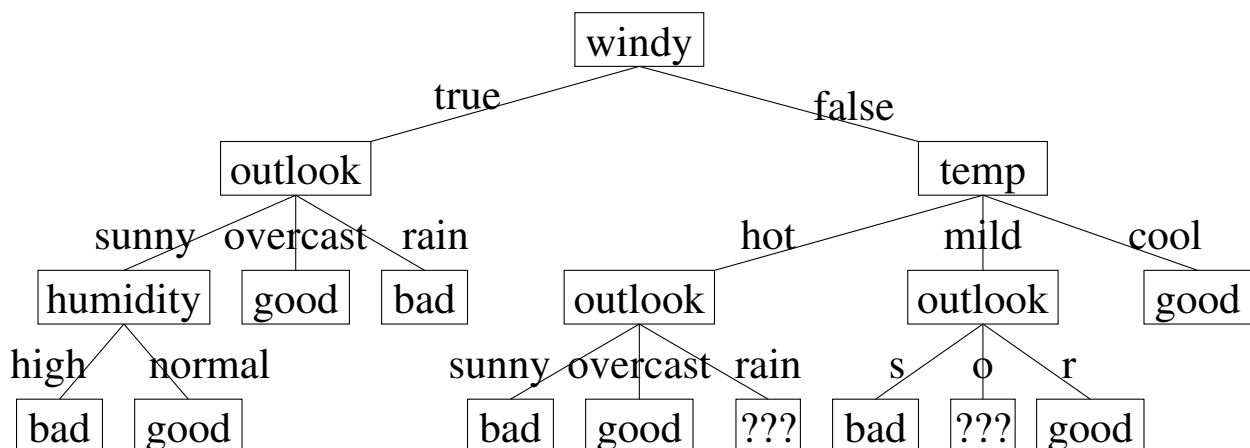 windy
true false
outlook temp
sunny overcast rain hot mild cool
humidity good bad outlook outlook good
high normal sunny overcast rain s o r
bad good bad good ??? bad ??? good